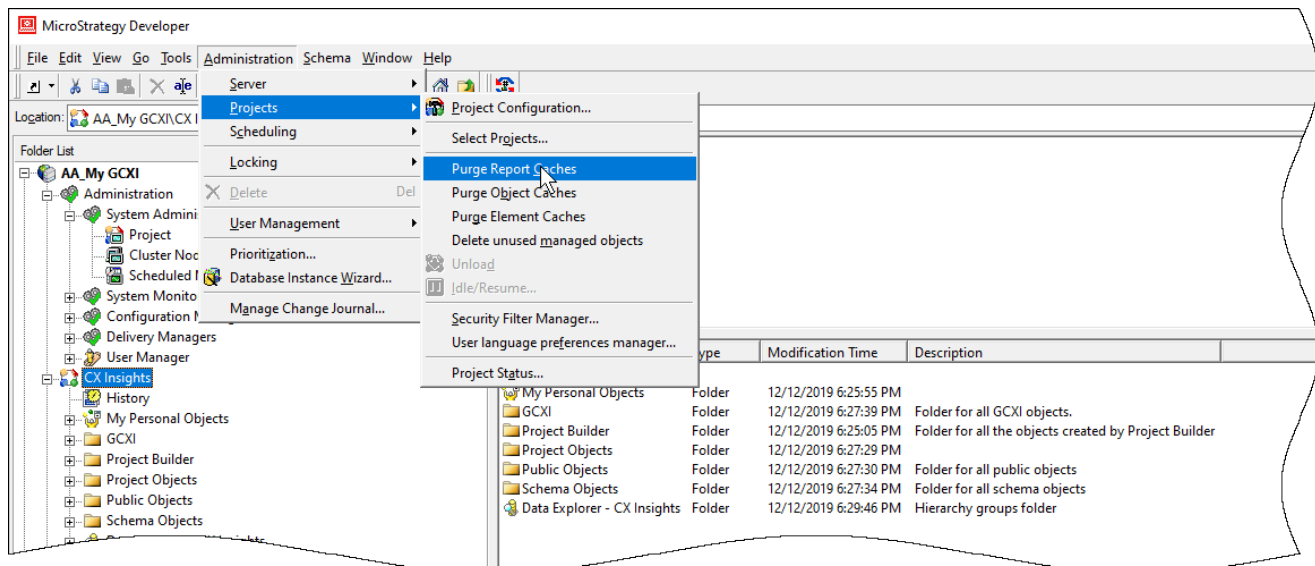 MicroStrategy Developer
File Edit View Go Tools Administration Schema Window Help
Location: AA_My GCXI\CX I
Folder List
AA_My GCXI
Administration
System Admini
Project
Cluster Noc
Scheduled
System Monito
Configuration
Delivery Managers
User Manager
CX Insights
History
My Personal Objects
GCXI
Project Builder
Project Objects
Public Objects
Schema Objects
Server
Projects
Scheduling
Locking
Delete Del
User Management
Prioritization...
Database Instance Wizard...
Manage Change Journal...
Project Configuration...
Select Projects...
Purge Report Caches
Purge Object Caches
Purge Element Caches
Delete unused managed objects
Unload
Idle/Resume...
Security Filter Manager...
User language preferences manager...
Project Status...
ype Modification Time Description
My Personal Objects Folder 12/12/2019 6:25:55 PM
GCXI Folder 12/12/2019 6:27:39 PM Folder for all GCXI objects.
Project Builder Folder 12/12/2019 6:25:05 PM Folder for all the objects created by Project Builder
Project Objects Folder 12/12/2019 6:27:29 PM
Public Objects Folder 12/12/2019 6:27:30 PM Folder for all public objects
Schema Objects Folder 12/12/2019 6:27:34 PM Folder for all schema objects
Data Explorer - CX Insights Folder 12/12/2019 6:29:46 PM Hierarchy groups folder